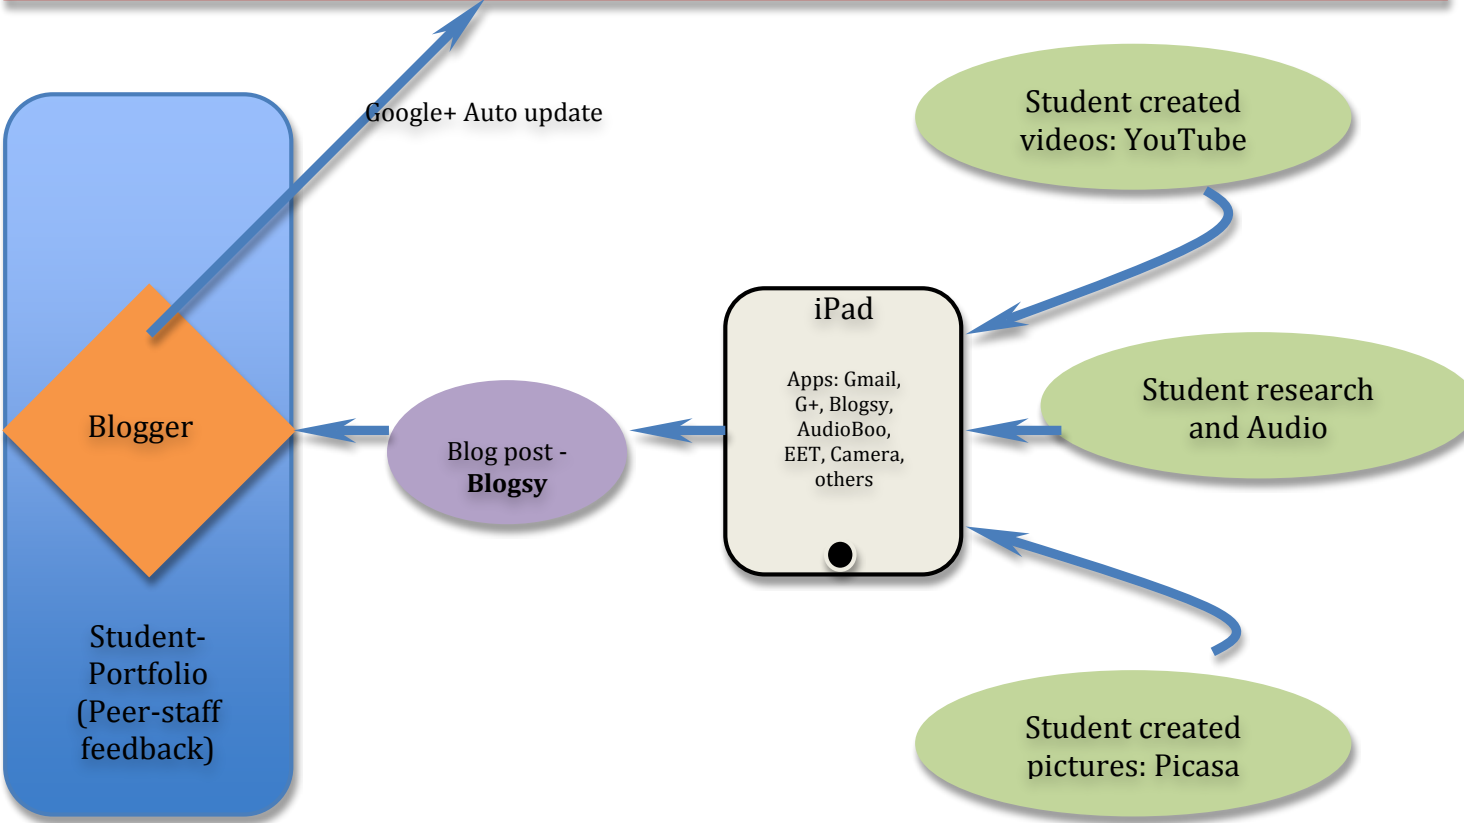 Google+ Auto update
Student created
videos: YouTube
iPad
Apps: Gmail,
G+, Blogsy,
AudioBoo,
EET, Camera,
others
Student research
and Audio
Blogger
Blog post -
Blogsy
Student-
Portfolio
(Peer-staff
feedback)
Student created
pictures: Picasa